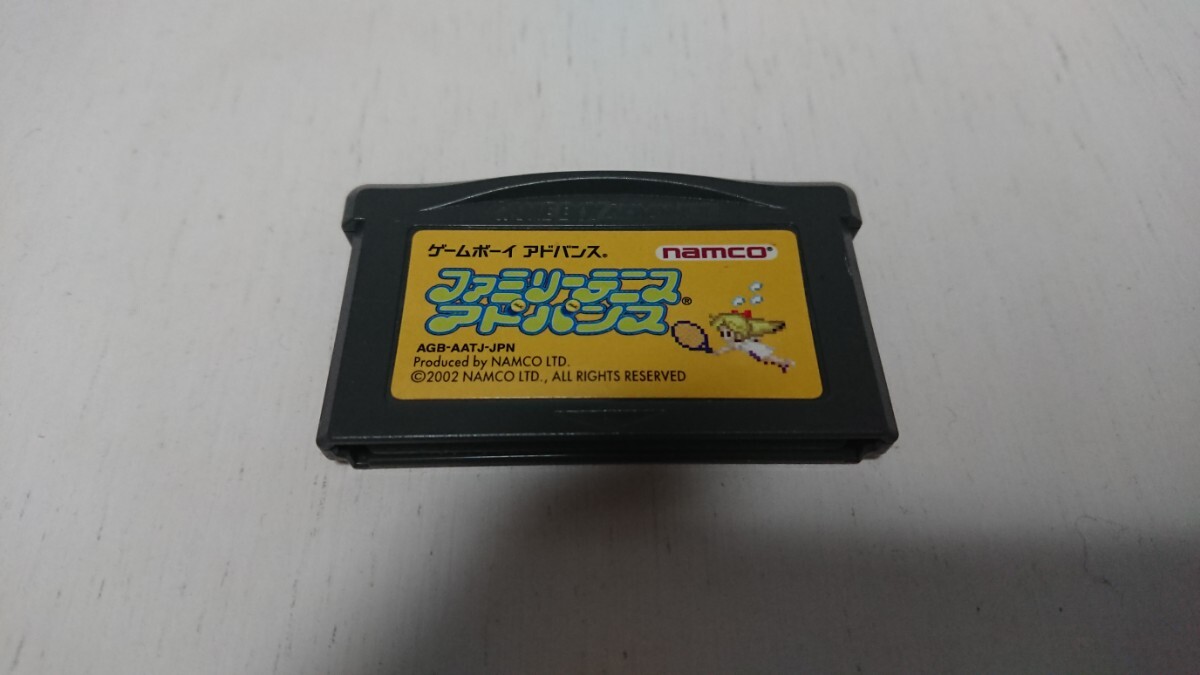 ゲームボーイ アドバンス®
namco®
ファミリーテニス
アドバンス®
AGB-AATJ-JPN
Produced by NAMCO LTD.
©2002 NAMCO LTD., ALL RIGHTS RESERVED